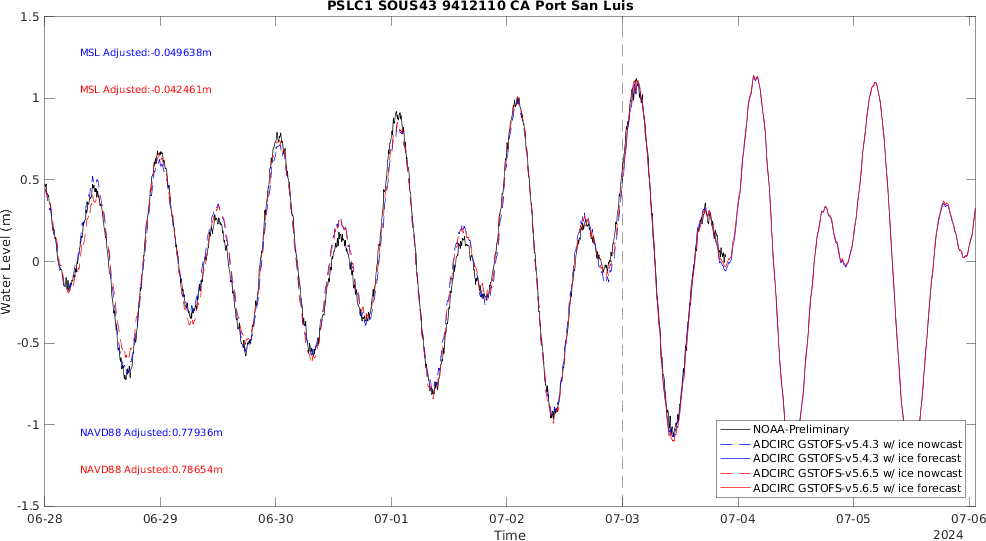 PSLC1 SOUS43 9412110 CA Port San Luis
1.5
1
0.5
0
-0.5
-1
-1.5
Water Level (m)
MSL Adjusted:-0.049638m
MSL Adjusted:-0.042461m
NAVD88 Adjusted:0.77936m
NAVD88 Adjusted:0.78654m
NOAA-Preliminary
ADCIRC GSTOFS-v5.4.3 w/ ice nowcast
ADCIRC GSTOFS-v5.4.3 w/ ice forecast
ADCIRC GSTOFS-v5.6.5 w/ ice nowcast
ADCIRC GSTOFS-v5.6.5 w/ ice forecast
06-28 06-29 06-30 07-01 07-02 07-03 07-04 07-05 07-06
Time
2024